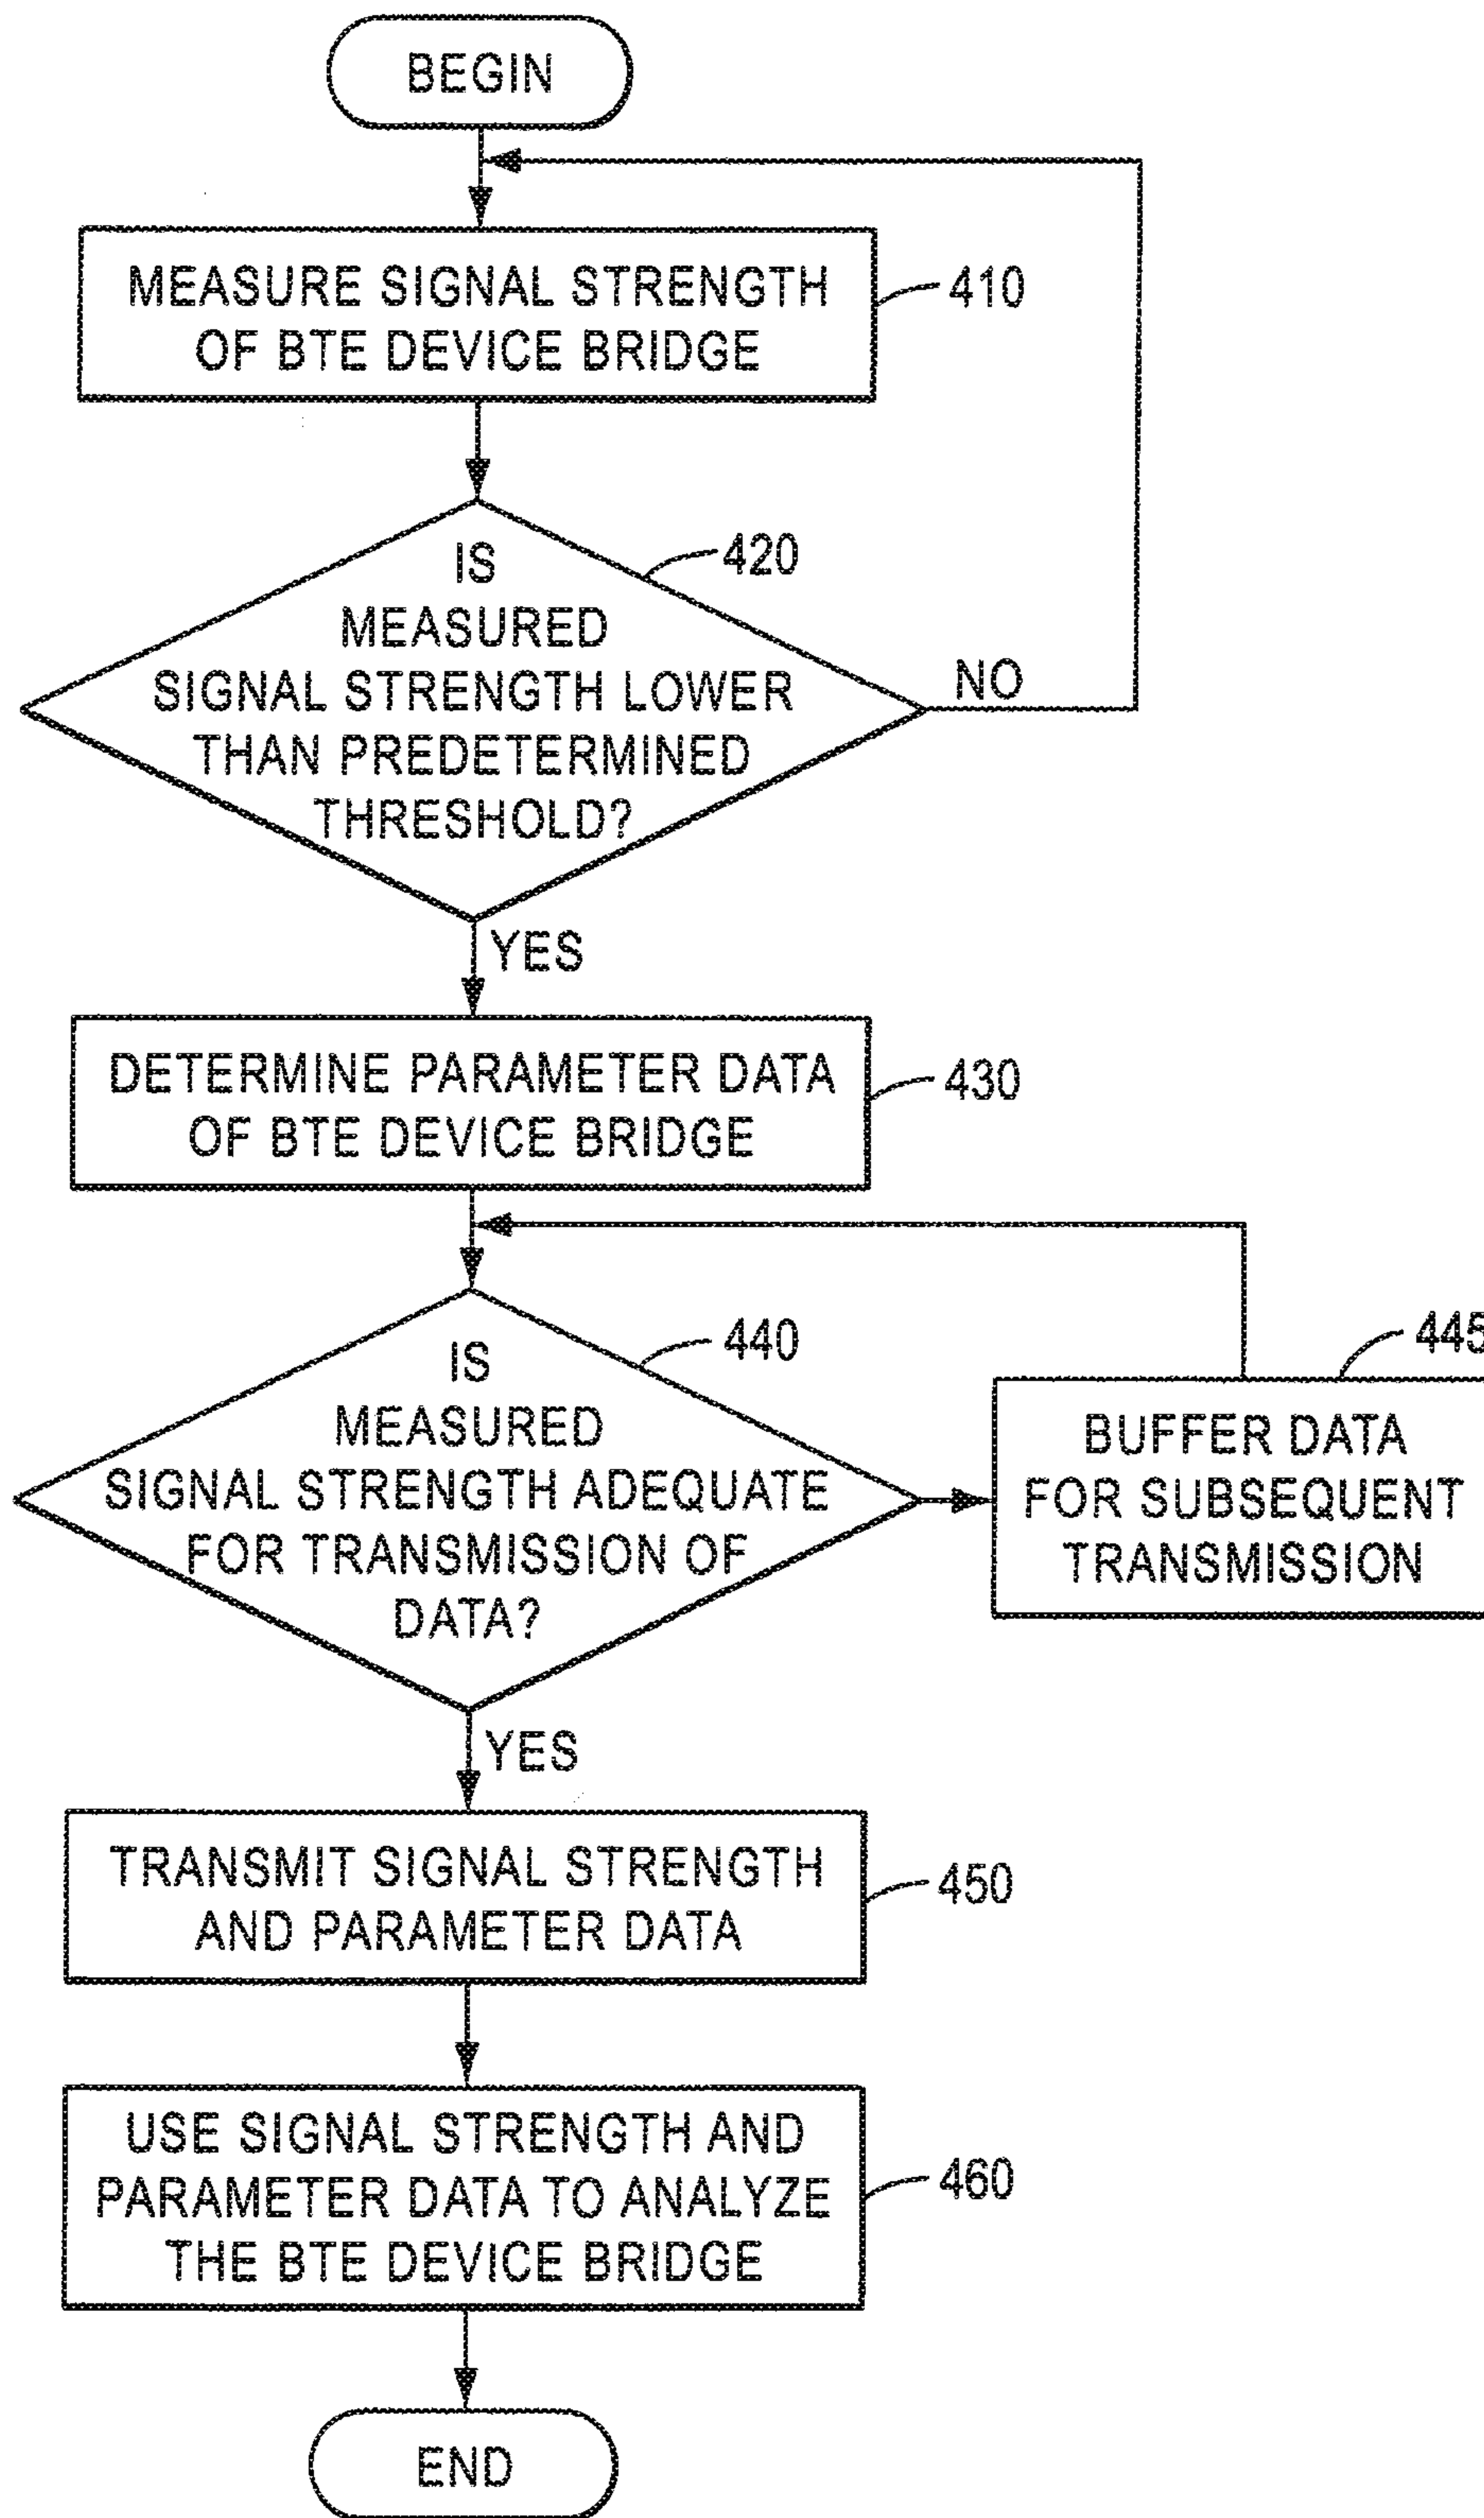 BEGIN
MEASURE SIGNAL STRENGTH
OF BTE DEVICE BRIDGE
410
IS
MEASURED
SIGNAL STRENGTH LOWER
THAN PREDETERMINED
THRESHOLD?
420
NO
YES
DETERMINE PARAMETER DATA
OF BTE DEVICE BRIDGE
430
IS
MEASURED
SIGNAL STRENGTH ADEQUATE
FOR TRANSMISSION OF
DATA?
440
445
BUFFER DATA
FOR SUBSEQUENT
TRANSMISSION
YES
TRANSMIT SIGNAL STRENGTH
AND PARAMETER DATA
450
USE SIGNAL STRENGTH AND
PARAMETER DATA TO ANALYZE
THE BTE DEVICE BRIDGE
460
END